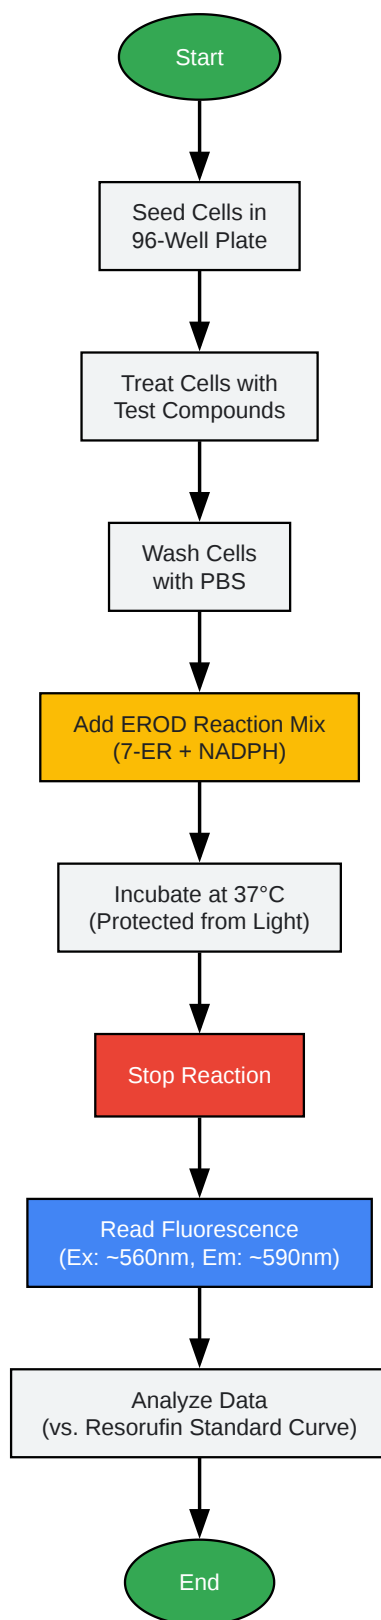 Start
Seed Cells in
96-Well Plate
Treat Cells with
Test Compounds
Wash Cells
with PBS
Add EROD Reaction Mix
(7-ER + NADPH)
Incubate at 37°C
(Protected from Light)
Stop Reaction
Read Fluorescence
(Ex: ~560nm, Em: ~590nm)
Analyze Data
(vs. Resorufin Standard Curve)
End